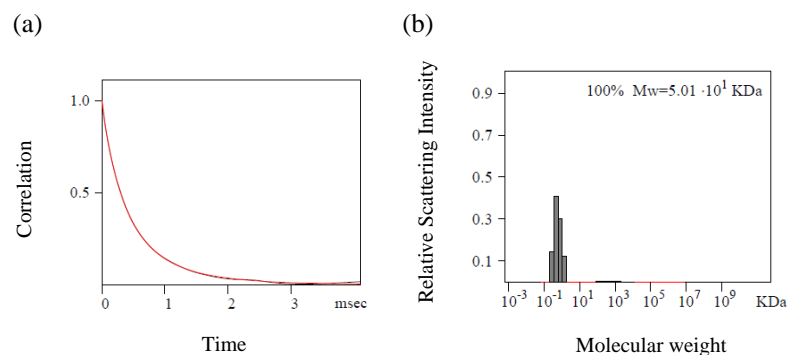 (a)
Correlation
1.0
0.5
0 1 2 3 msec
Time
(b)
Relative Scattering Intensity
100% Mw=5.01 ·10¹ KDa
0.9
0.7
0.5
0.3
0.1
10⁻³ 10⁻¹ 10¹ 10³ 10⁵ 10⁷ 10⁹ KDa
Molecular weight